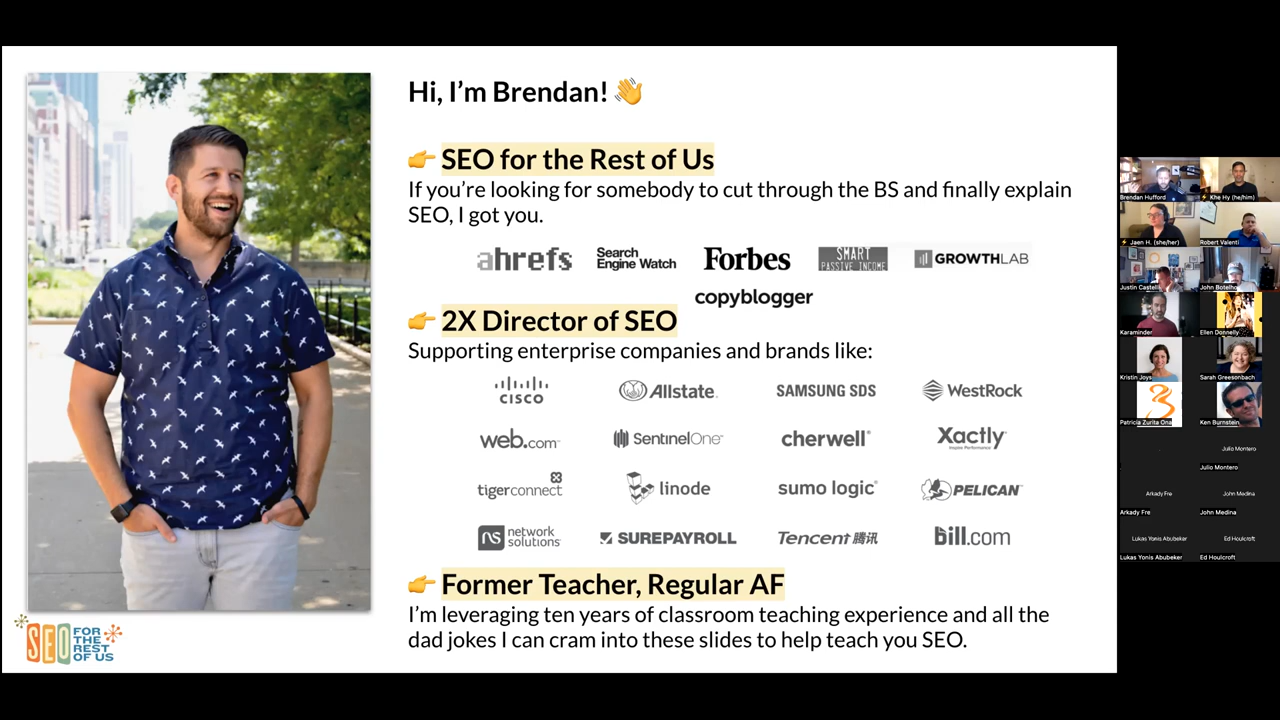 Hi, I’m Brendan! 👋
👉 SEO for the Rest of Us
If you’re looking for somebody to cut through the BS and finally explain
SEO, I got you.
ahrefs
Search
Engine Watch
Forbes
SMART
PASSIVE INCOME
GROWTHLAB
copyblogger
👉 2X Director of SEO
Supporting enterprise companies and brands like:
CISCO
Allstate
SAMSUNG SDS
WestRock
web.com
SentinelOne
cherwell
Xactly
Inspire Performance
tigerconnect
linode
sumo logic
PELICAN
ns
network
solutions
SUREPAYROLL
Tencent 腾讯
bill.com
👉 Former Teacher, Regular AF
I’m leveraging ten years of classroom teaching experience and all the
dad jokes I can cram into these slides to help teach you SEO.
SEO
FOR
THE
REST
OF US
Brendan Hufford
Khe Hy (he/him)
Jaen H. (she/her)
Robert Valenti
Justin Castelli
John Botelho
Karaminder
Ellen Donnelly
Kristin Joys
Sarah Greesonbach
Patricia Zurita Ona
Ken Burnstein
Julio Montero
Julio Montero
Arkady Fre
John Medina
Arkady Fre
John Medina
Lukas Yonis Abubeker
Ed Houlcroft
Lukas Yonis Abubeker
Ed Houlcroft